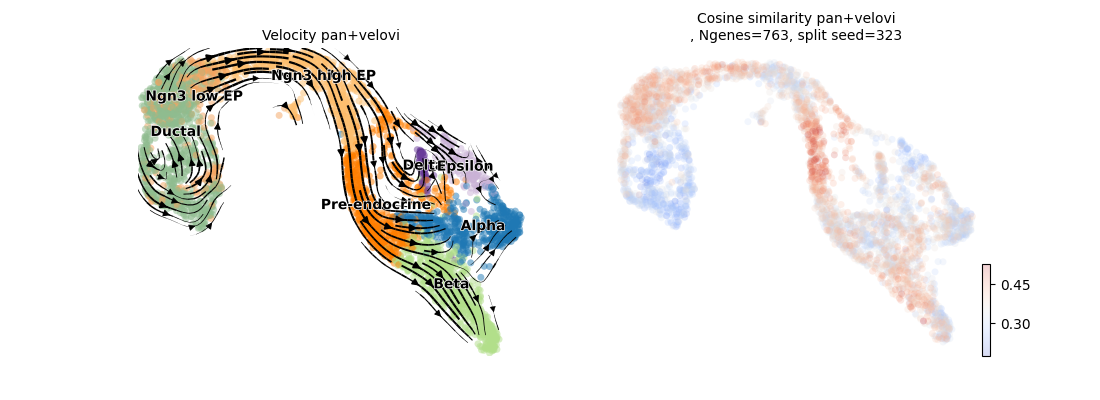 Velocity pan+velovi
Ngn3 high EP
Ngn3 low EP
Ductal
Delta
Epsilon
Pre-endocrine
Alpha
Beta
Cosine similarity pan+velovi
, Ngenes=763, split seed=323
0.45
0.30